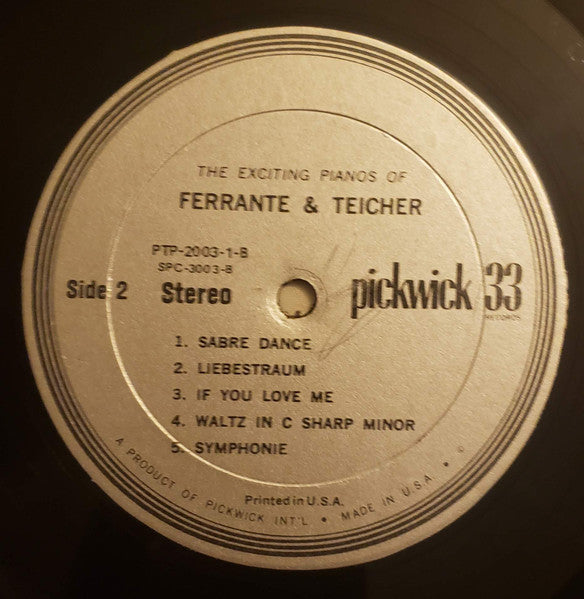 THE EXCITING PIANOS OF
FERRANTE & TEICHER
PTP-2003-1-B
SPC-3003-B
Side 2 Stereo
pickwick 33
RECORDS
1. SABRE DANCE
2. LIEBESTRAUM
3. IF YOU LOVE ME
4. WALTZ IN C SHARP MINOR
5. SYMPHONIE
Printed in U.S.A.
A PRODUCT OF PICKWICK INT'L • MADE IN U.S.A. • ©